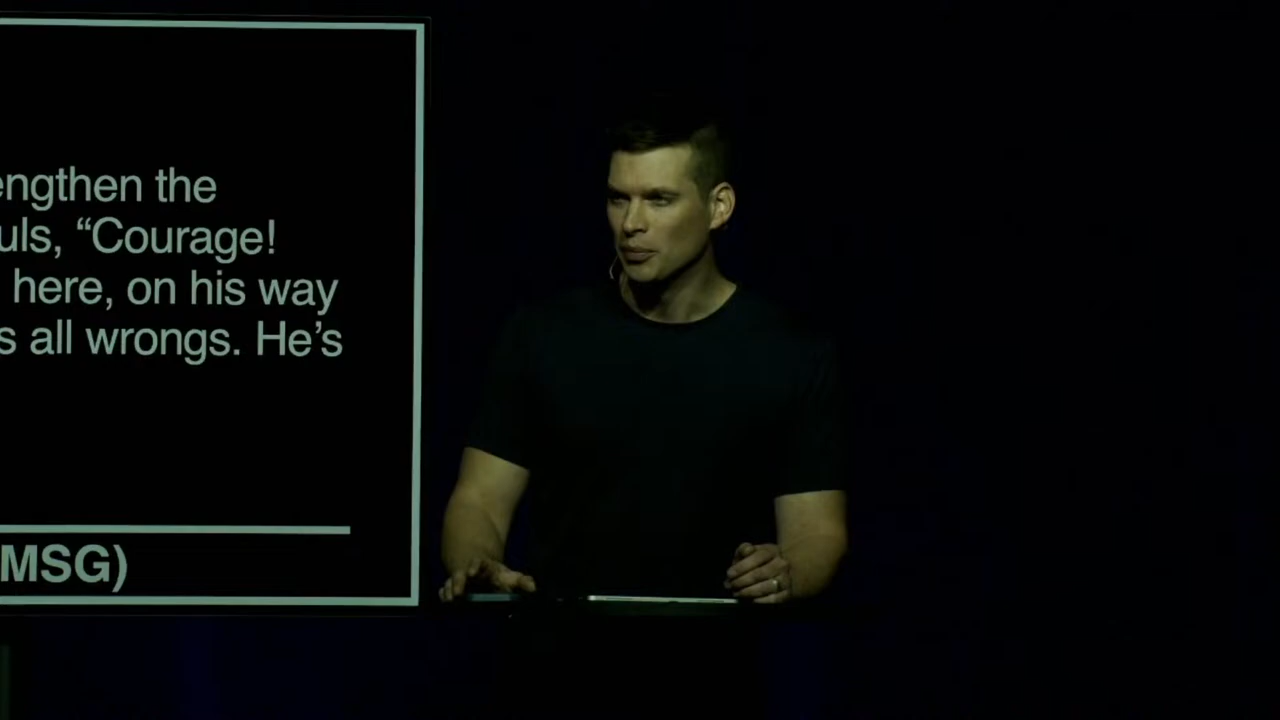 engthen the
uls, “Courage!
here, on his way
s all wrongs. He’s
MSG)